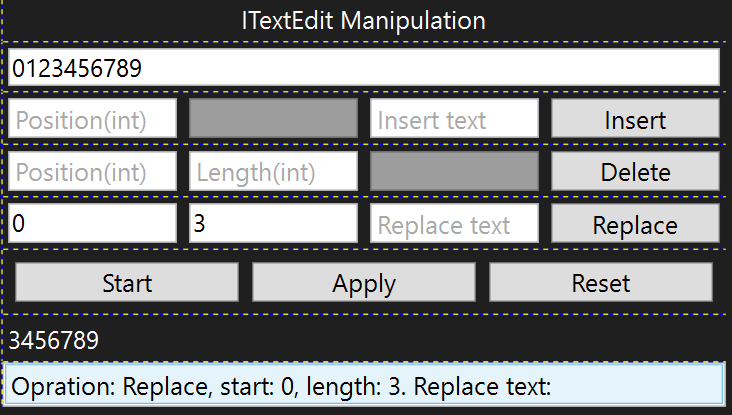 ITextEdit Manipulation
0123456789
Position(int) Insert text Insert
Position(int) Length(int) Delete
0 3 Replace text Replace
Start Apply Reset
3456789
Opration: Replace, start: 0, length: 3. Replace text: